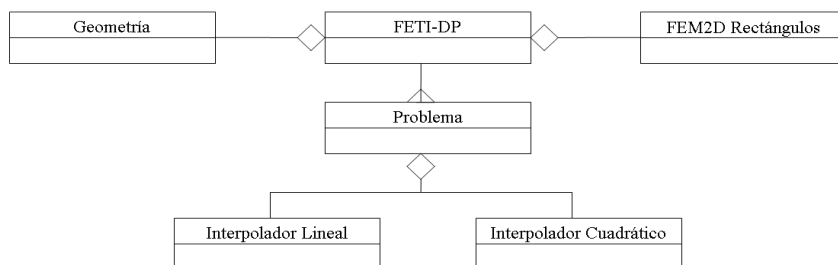 Geometría
FETI-DP
FEM2D Rectángulos
Problema
Interpolador Lineal
Interpolador Cuadrático